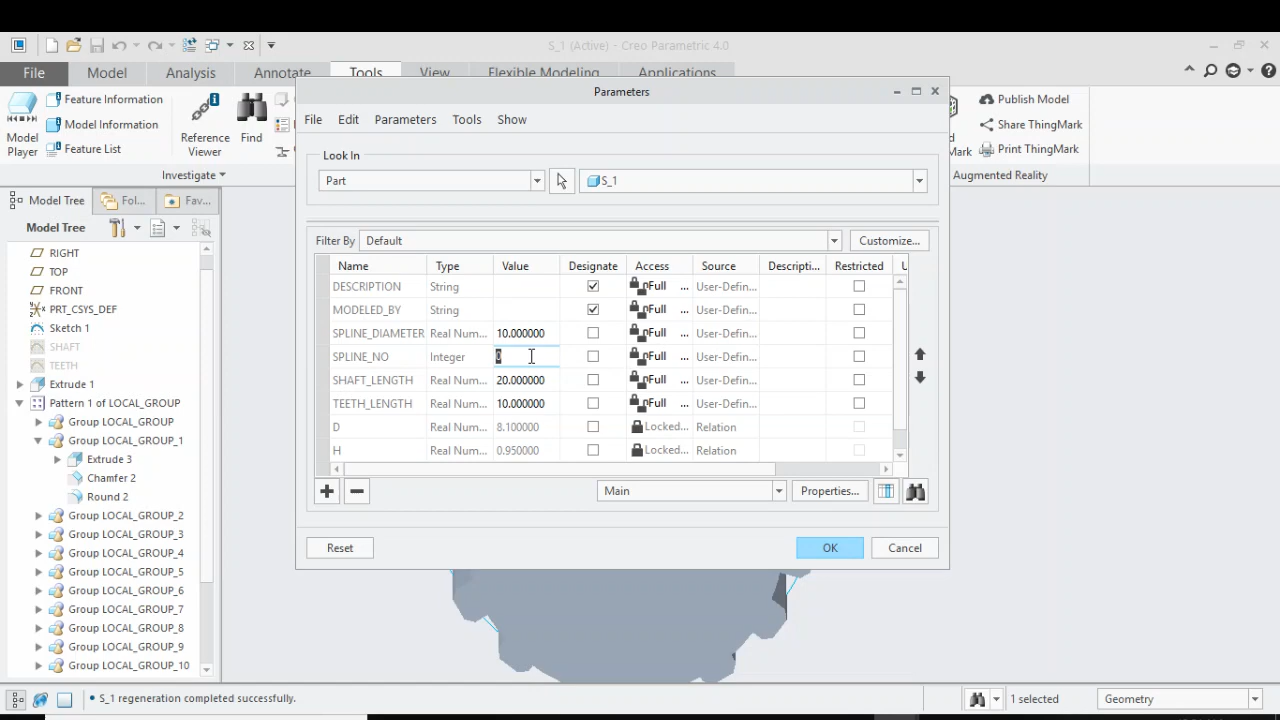 S_1 (Active) - Creo Parametric 4.0
File Model Analysis Annotate Tools View Flexible Modeling Applications
Feature Information
Model Information
Feature List
Model Player
Reference Viewer
Find
Investigate
Publish Model
Share ThingMark
Print ThingMark
Augmented Reality
Model Tree Fol... Fav...
Model Tree
RIGHT
TOP
FRONT
PRT_CSYS_DEF
Sketch 1
SHAFT
TEETH
Extrude 1
Pattern 1 of LOCAL_GROUP
Group LOCAL_GROUP
Group LOCAL_GROUP_1
Extrude 3
Chamfer 2
Round 2
Group LOCAL_GROUP_2
Group LOCAL_GROUP_3
Group LOCAL_GROUP_4
Group LOCAL_GROUP_5
Group LOCAL_GROUP_6
Group LOCAL_GROUP_7
Group LOCAL_GROUP_8
Group LOCAL_GROUP_9
Group LOCAL_GROUP_10
Parameters
File Edit Parameters Tools Show
Look In
Part S_1
Filter By Default Customize...
Name Type Value Designate Access Source Descripti... Restricted U
DESCRIPTION String Full ... User-Defin...
MODELED_BY String Full ... User-Defin...
SPLINE_DIAMETER Real Num... 10.000000 Full ... User-Defin...
SPLINE_NO Integer Full ... User-Defin...
SHAFT_LENGTH Real Num... 20.000000 Full ... User-Defin...
TEETH_LENGTH Real Num... 10.000000 Full ... User-Defin...
D Real Num... 8.100000 Locked... Relation
H Real Num... 0.950000 Locked... Relation
Main Properties...
Reset OK Cancel
• S_1 regeneration completed successfully.
1 selected Geometry